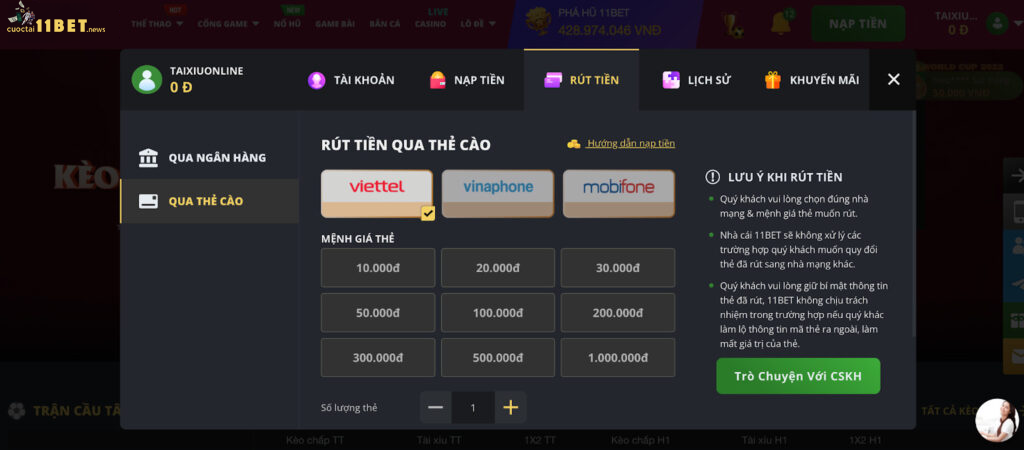 cuoctai11BET.news
HOT
LIVE
THỂ THAO
CỔNG GAME
NỔ HŨ
GAME BÀI
BẮN CÁ
CASINO
LÔ ĐỀ
PHÁ HŨ 11BET
428.974.046 VNĐ
12
NẠP TIỀN
TAIXIU...
0 Đ
TAIXIUONLINE
0 Đ
TÀI KHOẢN
NẠP TIỀN
RÚT TIỀN
LỊCH SỬ
KHUYẾN MÃI
WORLD CUP 2022
50.000 VNĐ
KÈO
QUA NGÂN HÀNG
QUA THẺ CÀO
RÚT TIỀN QUA THẺ CÀO
Hướng dẫn nạp tiền
viettel
vinaphone
mobifone
MỆNH GIÁ THẺ
10.000đ
20.000đ
30.000đ
50.000đ
100.000đ
200.000đ
300.000đ
500.000đ
1.000.000đ
Số lượng thẻ
1
LƯU Ý KHI RÚT TIỀN
Quý khách vui lòng chọn đúng nhà
mạng & mệnh giá thẻ muốn rút.
Nhà cái 11BET sẽ không xử lý các
trường hợp quý khách muốn quy đổi
thẻ đã rút sang nhà mạng khác.
Quý khách vui lòng giữ bí mật thông tin
thẻ đã rút, 11BET không chịu trách
nhiệm trong trường hợp nếu quý khác
làm lộ thông tin mã thẻ ra ngoài, làm
mất giá trị của thẻ.
Trò Chuyện Với CSKH
TRẬN CẦU TÂ
TẤT CẢ KÈO
Kèo chấp TT
Tài xỉu TT
1X2 TT
Kèo chấp H1
Tài xỉu H1
1X2 H1